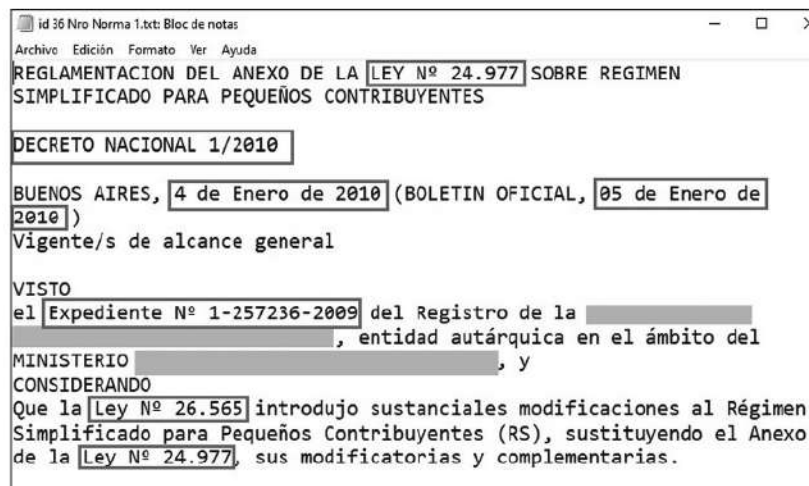 id 36 Nro Norma 1.txt: Bloc de notas
Archivo Edición Formato Ver Ayuda
REGLAMENTACION DEL ANEXO DE LA LEY Nº 24.977 SOBRE REGIMEN
SIMPLIFICADO PARA PEQUEÑOS CONTRIBUYENTES
DECRETO NACIONAL 1/2010
BUENOS AIRES, 4 de Enero de 2010 (BOLETIN OFICIAL, 05 de Enero de
2010 )
Vigente/s de alcance general
VISTO
el Expediente Nº 1-257236-2009 del Registro de la
, entidad autárquica en el ámbito del
MINISTERIO , y
CONSIDERANDO
Que la Ley Nº 26.565 introdujo sustanciales modificaciones al Régimen
Simplificado para Pequeños Contribuyentes (RS), sustituyendo el Anexo
de la Ley Nº 24.977, sus modificatorias y complementarias.